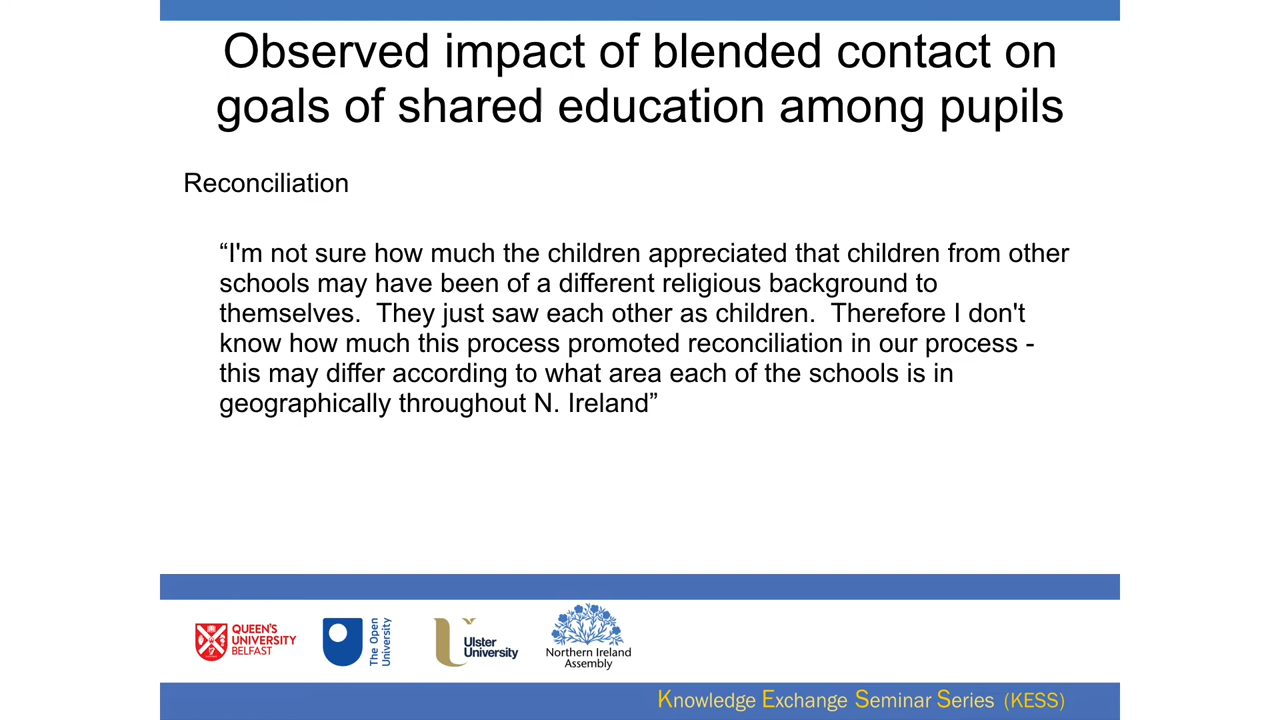 Observed impact of blended contact on
goals of shared education among pupils
Reconciliation
“I'm not sure how much the children appreciated that children from other
schools may have been of a different religious background to
themselves.  They just saw each other as children.  Therefore I don't
know how much this process promoted reconciliation in our process -
this may differ according to what area each of the schools is in
geographically throughout N. Ireland”
QUEEN'S
UNIVERSITY
BELFAST
The Open
University
Ulster
University
Northern Ireland
Assembly
Knowledge Exchange Seminar Series (KESS)